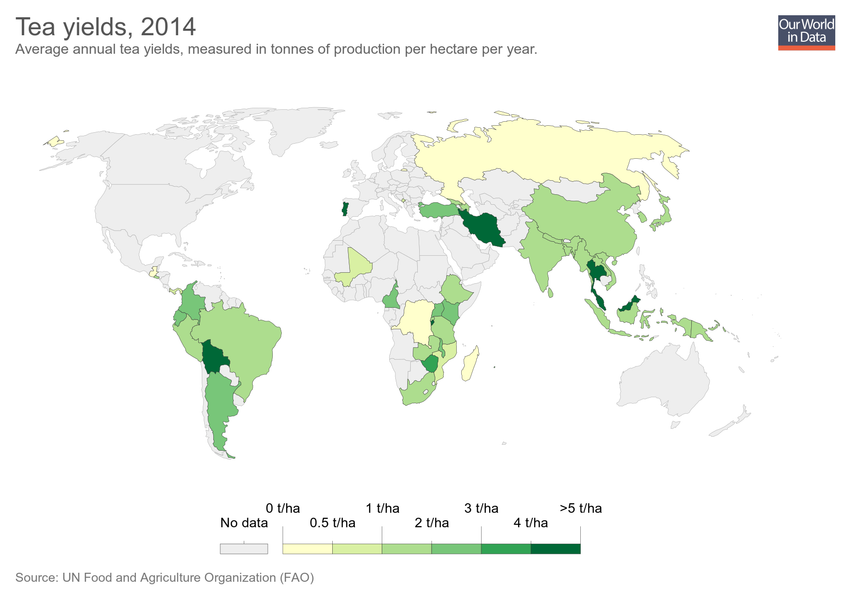 Tea yields, 2014
Our World
in Data
Average annual tea yields, measured in tonnes of production per hectare per year.
0 t/ha 1 t/ha 3 t/ha >5 t/ha
No data 0.5 t/ha 2 t/ha 4 t/ha
Source: UN Food and Agriculture Organization (FAO)